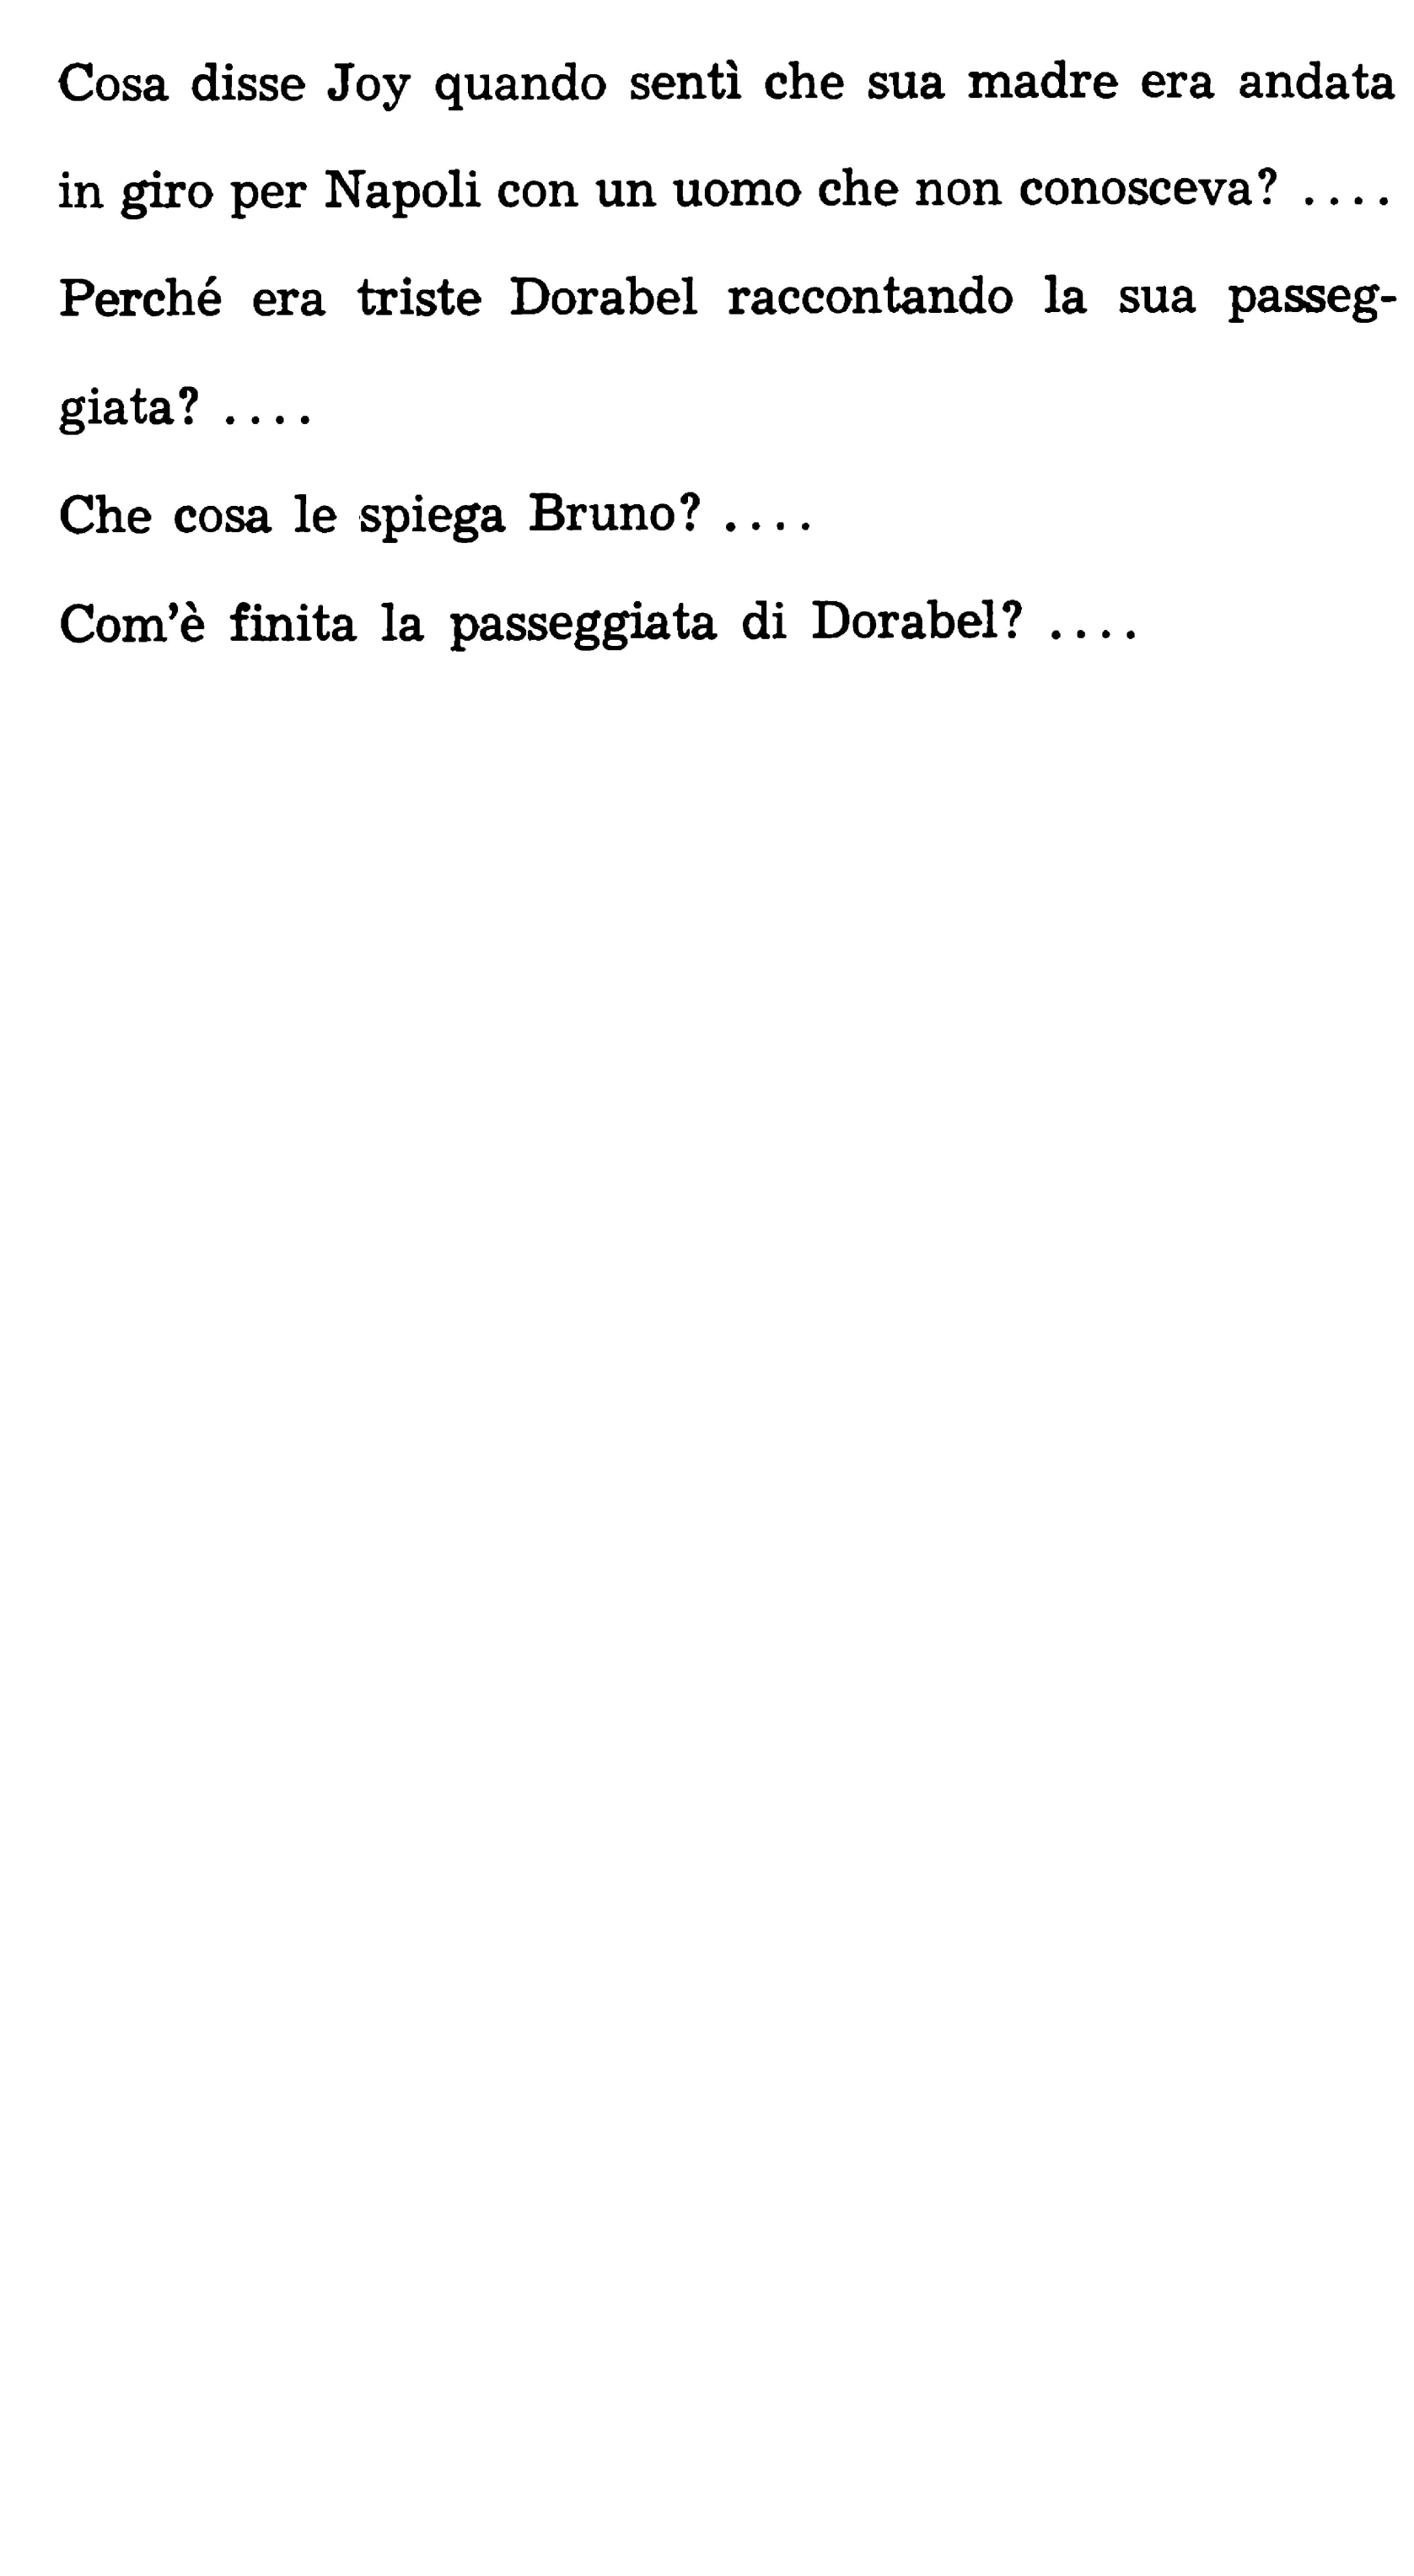 Cosa disse Joy quando sentì che sua madre era andata
in giro per Napoli con un uomo che non conosceva? ....
Perché era triste Dorabel raccontando la sua passeg-
giata? ....
Che cosa le spiega Bruno? ....
Com'è finita la passeggiata di Dorabel? ....